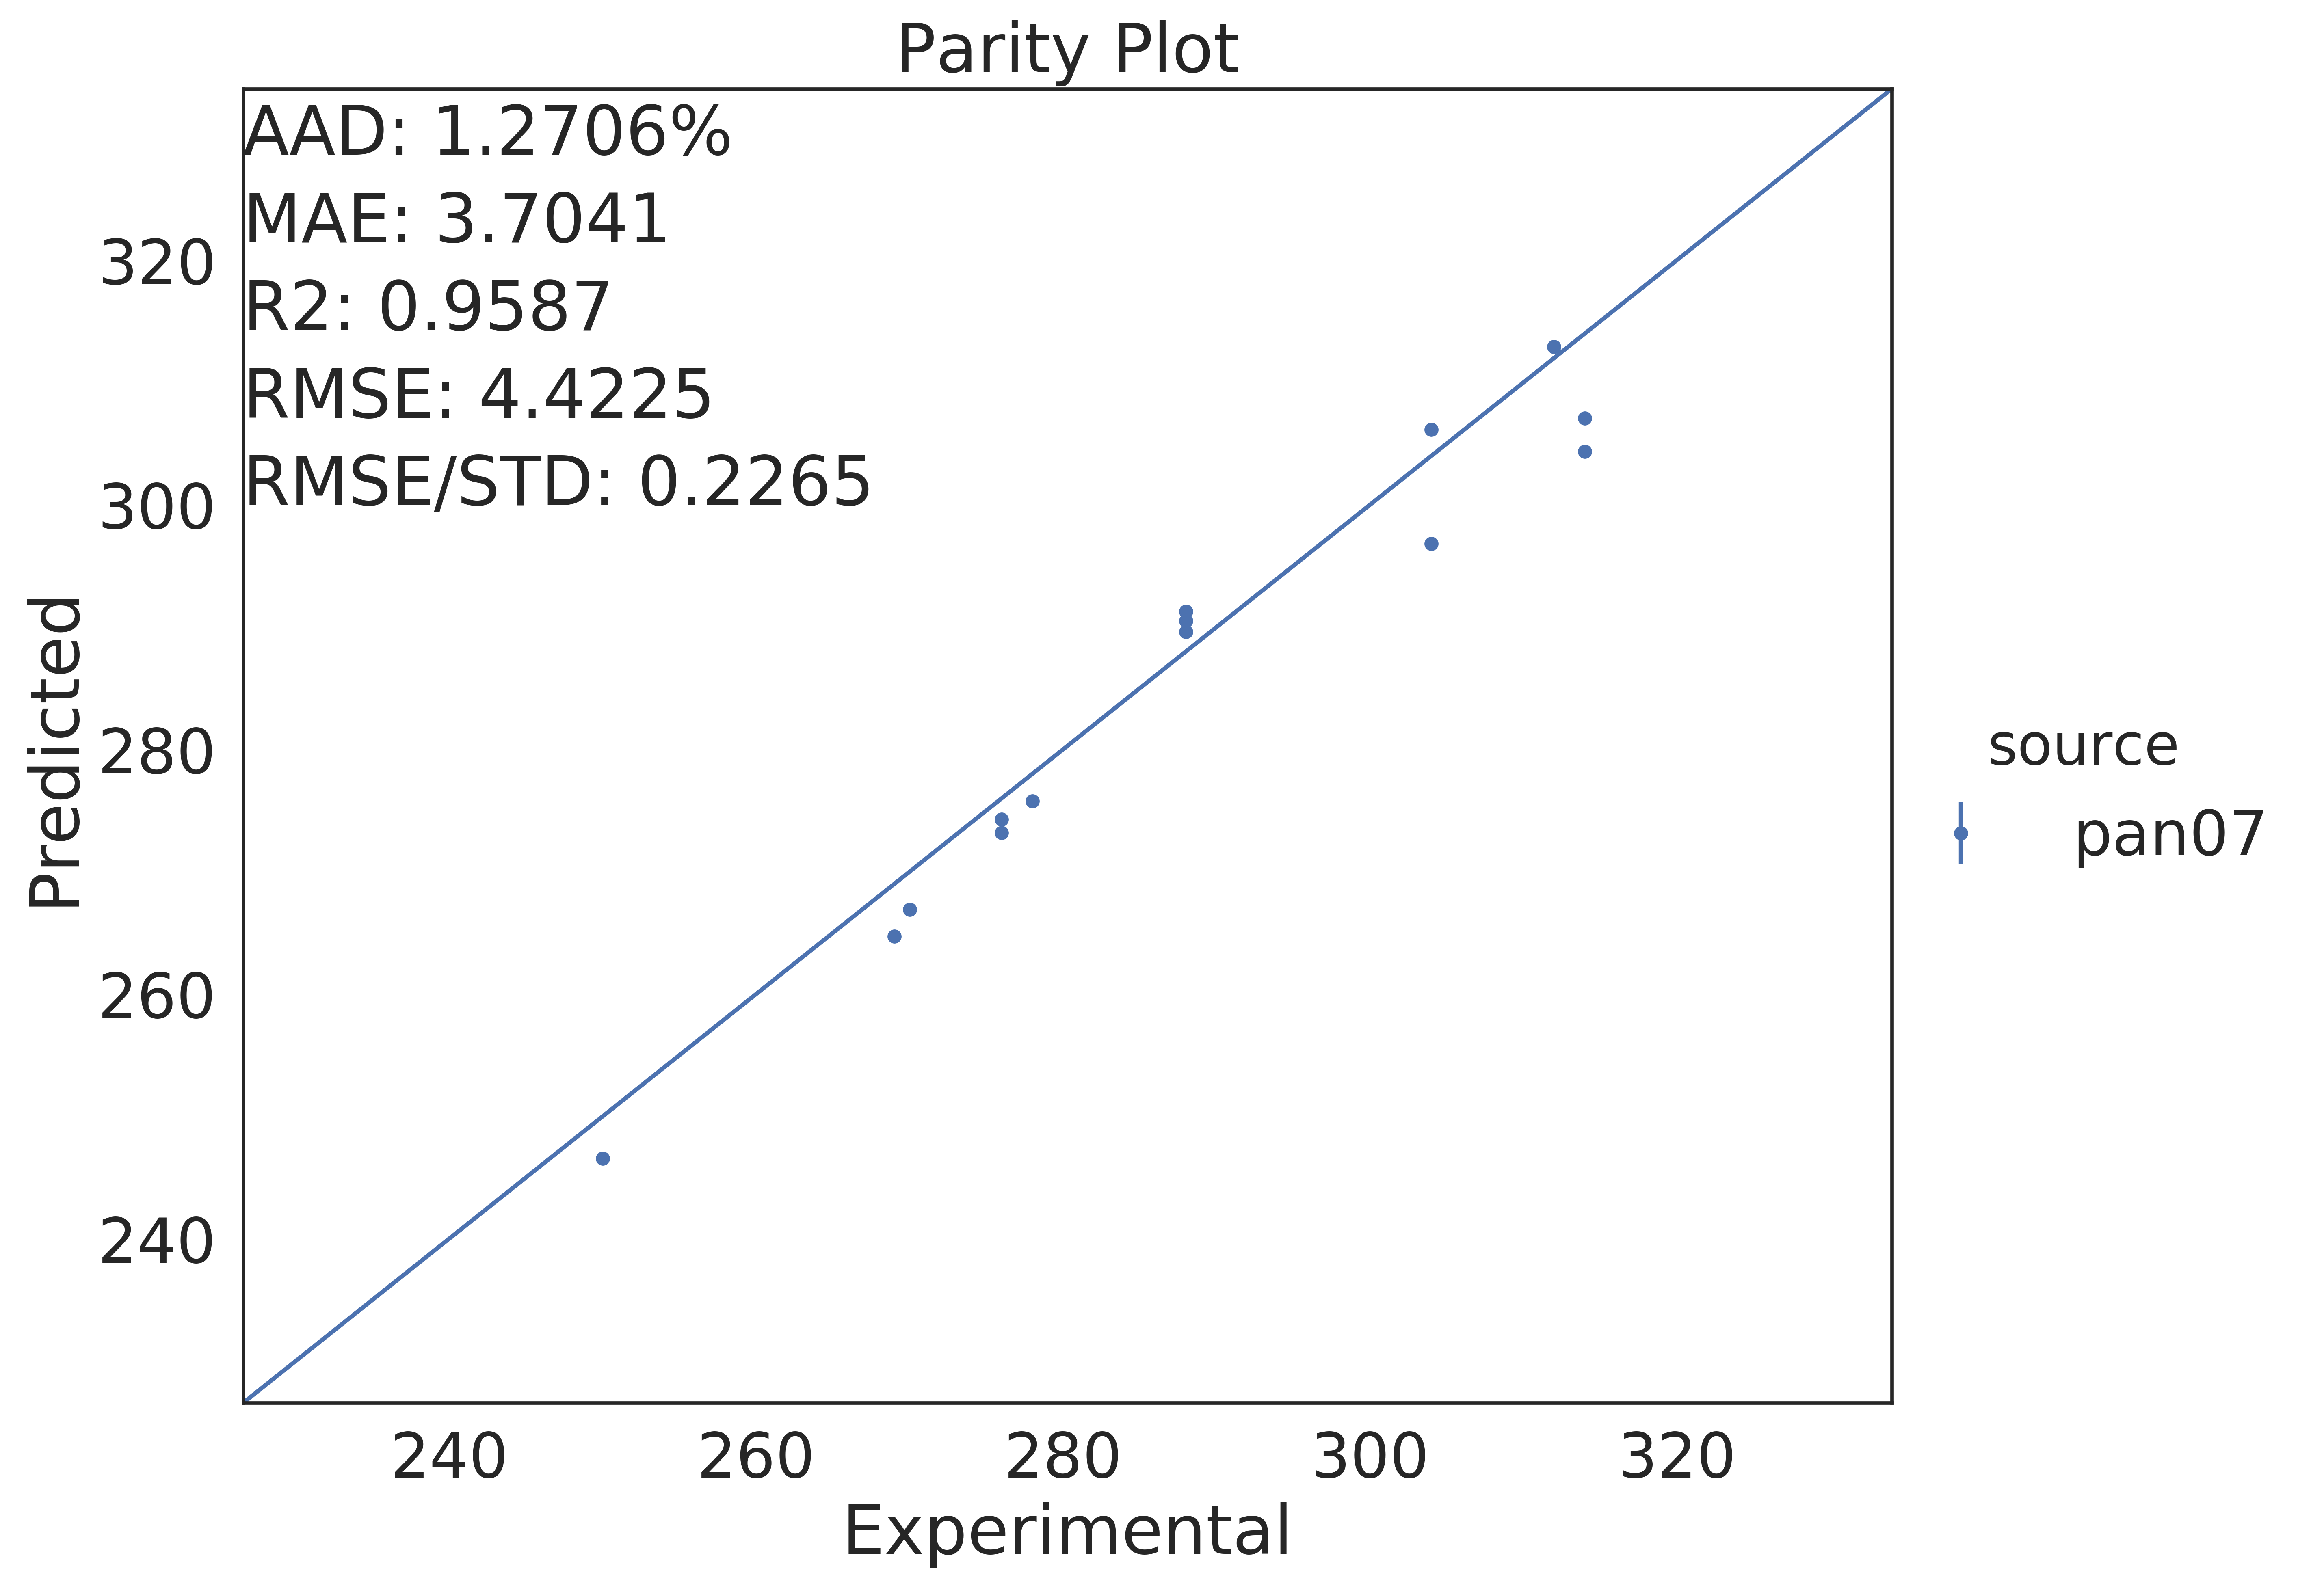 Parity Plot
AAD: 1.2706%
MAE: 3.7041
R2: 0.9587
RMSE: 4.4225
RMSE/STD: 0.2265
320
300
280
260
240
Predicted
240 260 280 300 320
Experimental
source
pan07